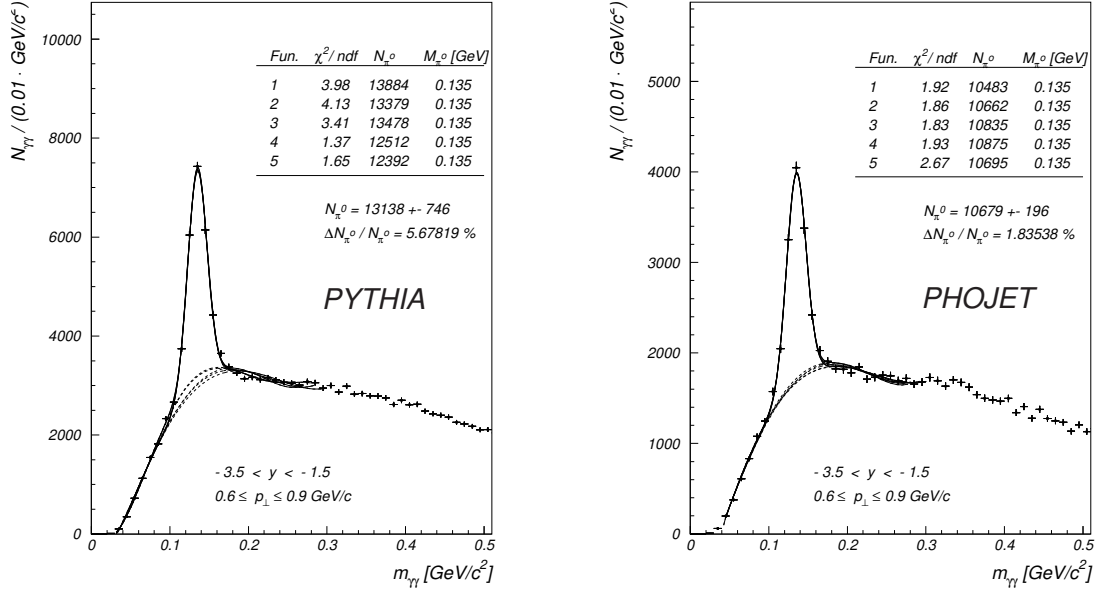 N_γγ / (0.01 · GeV/c²)
10000
8000
6000
4000
2000
0
Fun. χ²/ ndf N_π⁰ M_π⁰ [GeV]
1 3.98 13884 0.135
2 4.13 13379 0.135
3 3.41 13478 0.135
4 1.37 12512 0.135
5 1.65 12392 0.135
N_π⁰ = 13138 +- 746
ΔN_π⁰ / N_π⁰ = 5.67819 %
PYTHIA
- 3.5 < y < - 1.5
0.6 ≤ p_⊥ ≤ 0.9 GeV/c
0 0.1 0.2 0.3 0.4 0.5
m_γγ [GeV/c²]
N_γγ / (0.01 · GeV/c²)
5000
4000
3000
2000
1000
0
Fun. χ²/ ndf N_π⁰ M_π⁰ [GeV]
1 1.92 10483 0.135
2 1.86 10662 0.135
3 1.83 10835 0.135
4 1.93 10875 0.135
5 2.67 10695 0.135
N_π⁰ = 10679 +- 196
ΔN_π⁰ / N_π⁰ = 1.83538 %
PHOJET
- 3.5 < y < - 1.5
0.6 ≤ p_⊥ ≤ 0.9 GeV/c
0 0.1 0.2 0.3 0.4 0.5
m_γγ [GeV/c²]